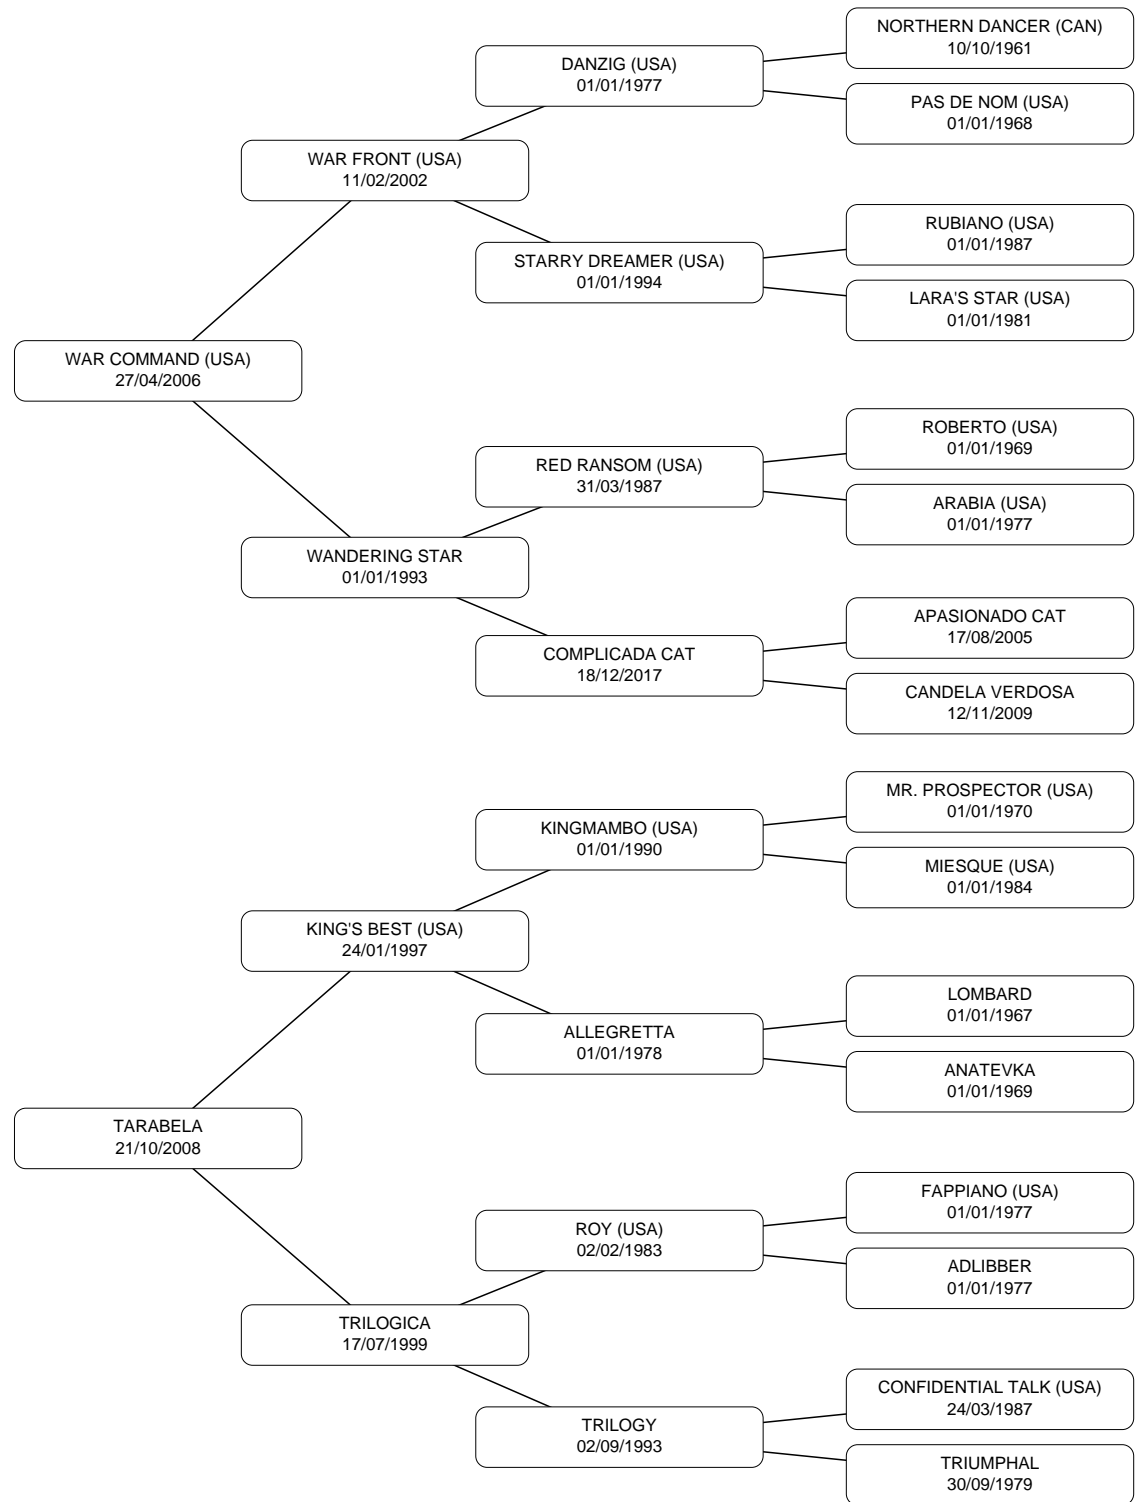 NORTHERN DANCER (CAN)
10/10/1961
DANZIG (USA)
01/01/1977
PAS DE NOM (USA)
01/01/1968
WAR FRONT (USA)
11/02/2002
RUBIANO (USA)
01/01/1987
STARRY DREAMER (USA)
01/01/1994
LARA'S STAR (USA)
01/01/1981
WAR COMMAND (USA)
27/04/2006
ROBERTO (USA)
01/01/1969
RED RANSOM (USA)
31/03/1987
ARABIA (USA)
01/01/1977
WANDERING STAR
01/01/1993
APASIONADO CAT
17/08/2005
COMPLICADA CAT
18/12/2017
CANDELA VERDOSA
12/11/2009
MR. PROSPECTOR (USA)
01/01/1970
KINGMAMBO (USA)
01/01/1990
MIESQUE (USA)
01/01/1984
KING'S BEST (USA)
24/01/1997
LOMBARD
01/01/1967
ALLEGRETTA
01/01/1978
ANATEVKA
01/01/1969
TARABELA
21/10/2008
FAPPIANO (USA)
01/01/1977
ROY (USA)
02/02/1983
ADLIBBER
01/01/1977
TRILOGICA
17/07/1999
CONFIDENTIAL TALK (USA)
24/03/1987
TRILOGY
02/09/1993
TRIUMPHAL
30/09/1979